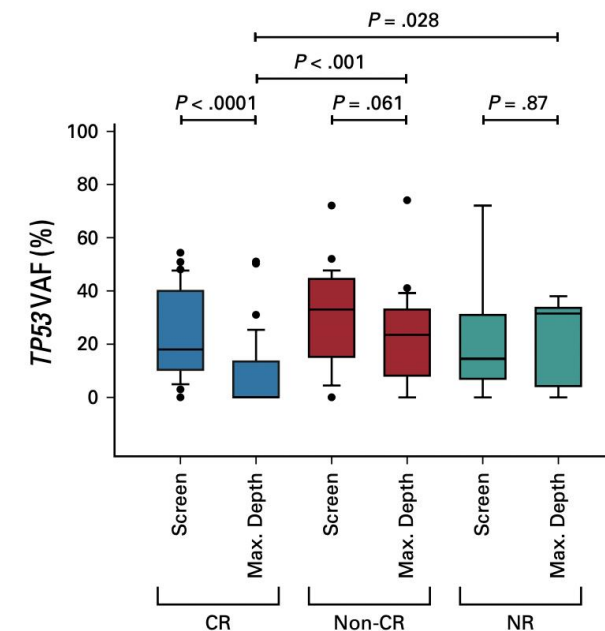 P = .028
P < .001
P < .0001 P = .061 P = .87
100
80
60
40
20
0
TP53 VAF (%)
Screen
Max. Depth
Screen
Max. Depth
Screen
Max. Depth
CR Non-CR NR